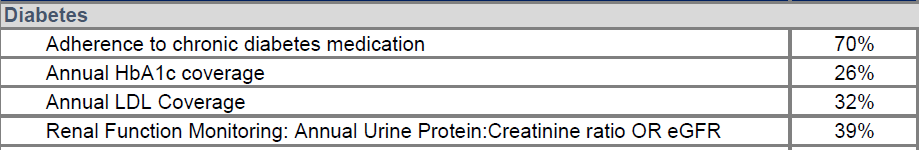 Diabetes
Adherence to chronic diabetes medication 70%
Annual HbA1c coverage 26%
Annual LDL Coverage 32%
Renal Function Monitoring: Annual Urine Protein:Creatinine ratio OR eGFR 39%